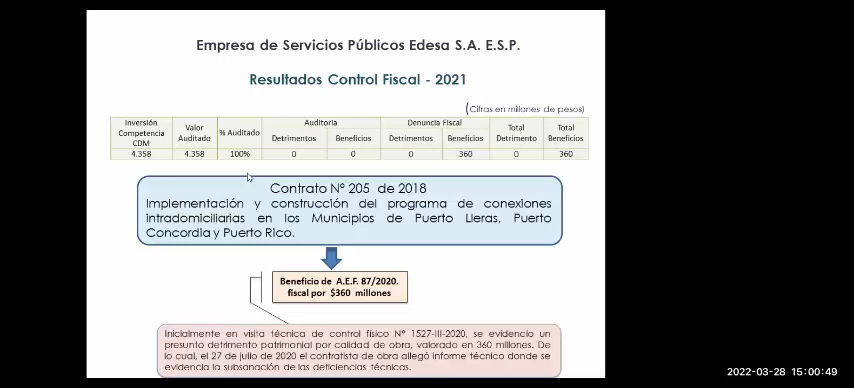 Empresa de Servicios Públicos Edesa S.A. E.S.P.
Resultados Control Fiscal - 2021
(Cifras en millones de pesos)
Inversión Competencia CDM Valor Auditado % Auditado Auditoria Denuncia Fiscal Total Detrimento Total Beneficios
Detrimentos Beneficios Detrimentos Beneficios
4.358 4.358 100% 0 0 0 360 0 360
Contrato N° 205 de 2018
Implementación y construcción del programa de conexiones
intradomiciliarias en los Municipios de Puerto Lleras, Puerto
Concordia y Puerto Rico.
Beneficio de A.E.F. 87/2020.
fiscal por $360 millones
Inicialmente en visita técnica de control físico N° 1527-III-2020, se evidencio un
presunto detrimento patrimonial por calidad de obra, valorado en 360 millones. De
lo cual, el 27 de julio de 2020 el contratista de obra allegó informe técnico donde se
evidencia la subsanación de las deficiencias técnicas.
2022-03-28 15:00:49